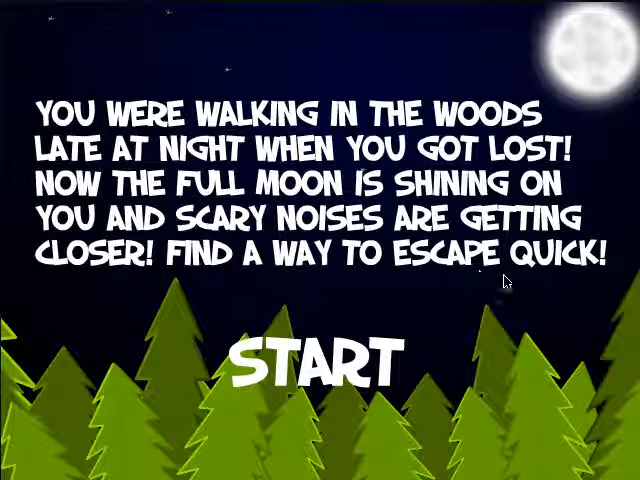 YOU WERE WALKING IN THE WOODS
LATE AT NIGHT WHEN YOU GOT LOST!
NOW THE FULL MOON IS SHINING ON
YOU AND SCARY NOISES ARE GETTING
CLOSER! FIND A WAY TO ESCAPE QUICK!
START